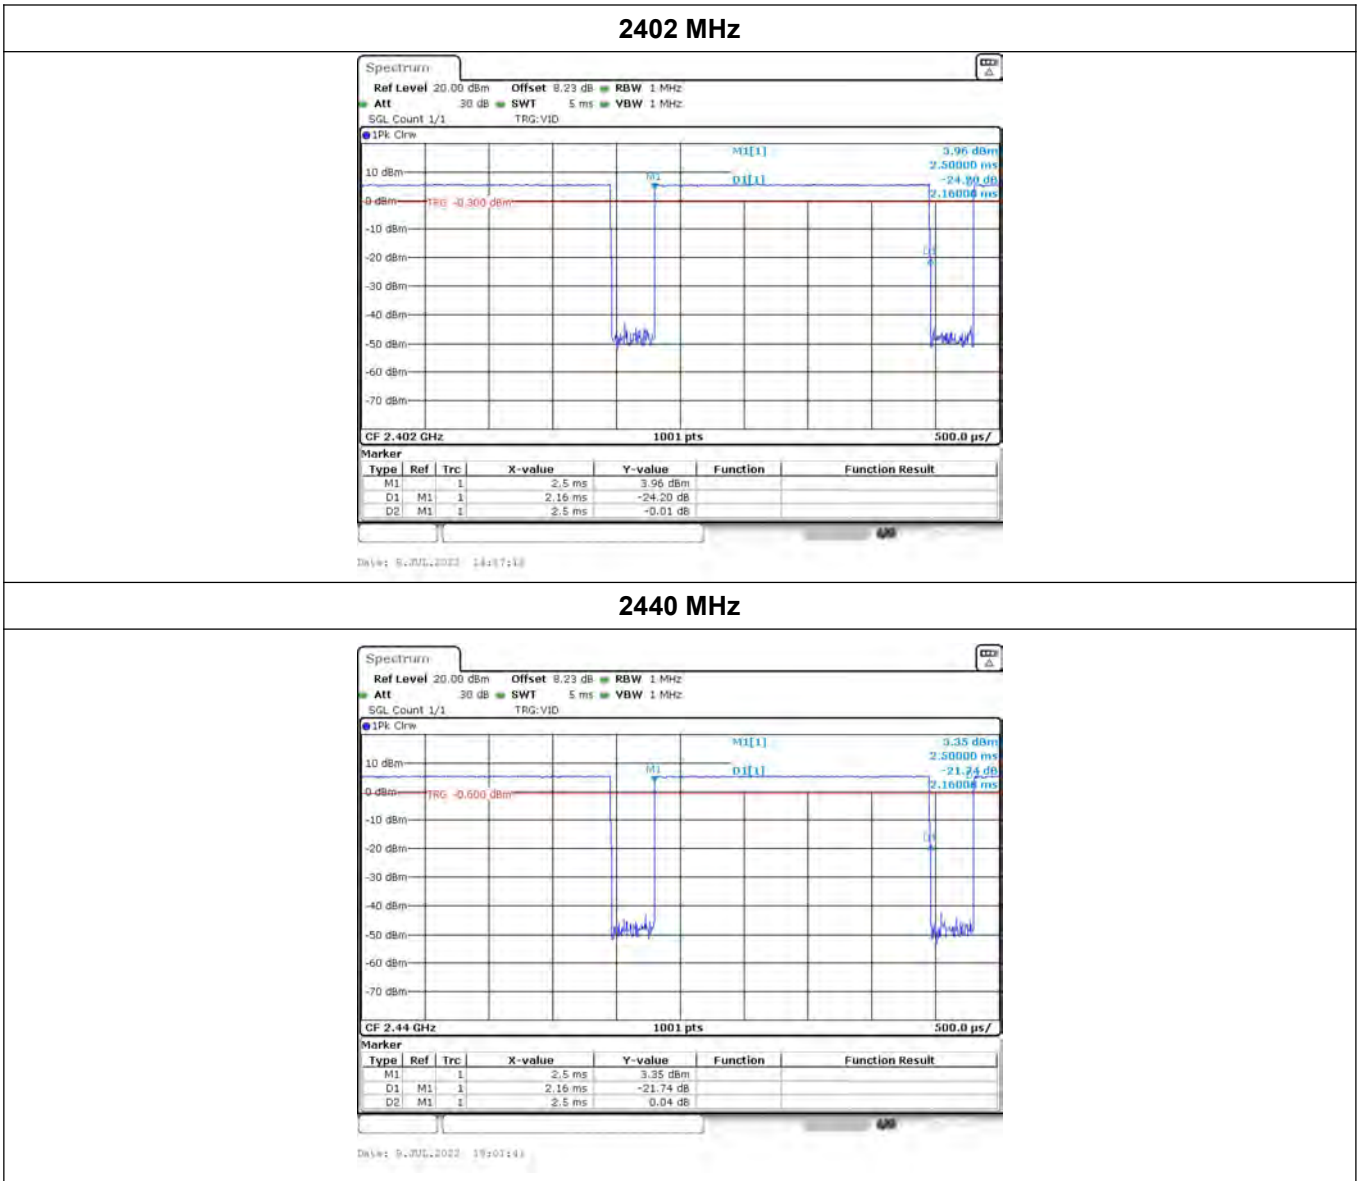 2402 MHz
Spectrum
Ref Level 20.00 dBm Offset 8.23 dB RBW 1 MHz
Att 30 dB SWT 5 ms VBW 1 MHz
SGL Count 1/1 TRG:VID
1Pk Clrw
M1[1] 3.96 dBm
2.50000 ms
10 dBm
M1
D1[1] -24.20 dB
2.16000 ms
0 dBm
TRG -0.300 dBm
-10 dBm
-20 dBm
-30 dBm
-40 dBm
-50 dBm
-60 dBm
-70 dBm
CF 2.402 GHz 1001 pts 500.0 µs/
Marker
Type Ref Trc X-value Y-value Function Function Result
M1 1 2.5 ms 3.96 dBm
D1 M1 1 2.16 ms -24.20 dB
D2 M1 1 2.5 ms -0.01 dB
2440 MHz
Spectrum
Ref Level 20.00 dBm Offset 8.23 dB RBW 1 MHz
Att 30 dB SWT 5 ms VBW 1 MHz
SGL Count 1/1 TRG:VID
1Pk Clrw
M1[1] 3.35 dBm
2.50000 ms
10 dBm
M1
D1[1] -21.74 dB
2.16000 ms
0 dBm
TRG -0.600 dBm
-10 dBm
-20 dBm
-30 dBm
-40 dBm
-50 dBm
-60 dBm
-70 dBm
CF 2.44 GHz 1001 pts 500.0 µs/
Marker
Type Ref Trc X-value Y-value Function Function Result
M1 1 2.5 ms 3.35 dBm
D1 M1 1 2.16 ms -21.74 dB
D2 M1 1 2.5 ms 0.04 dB